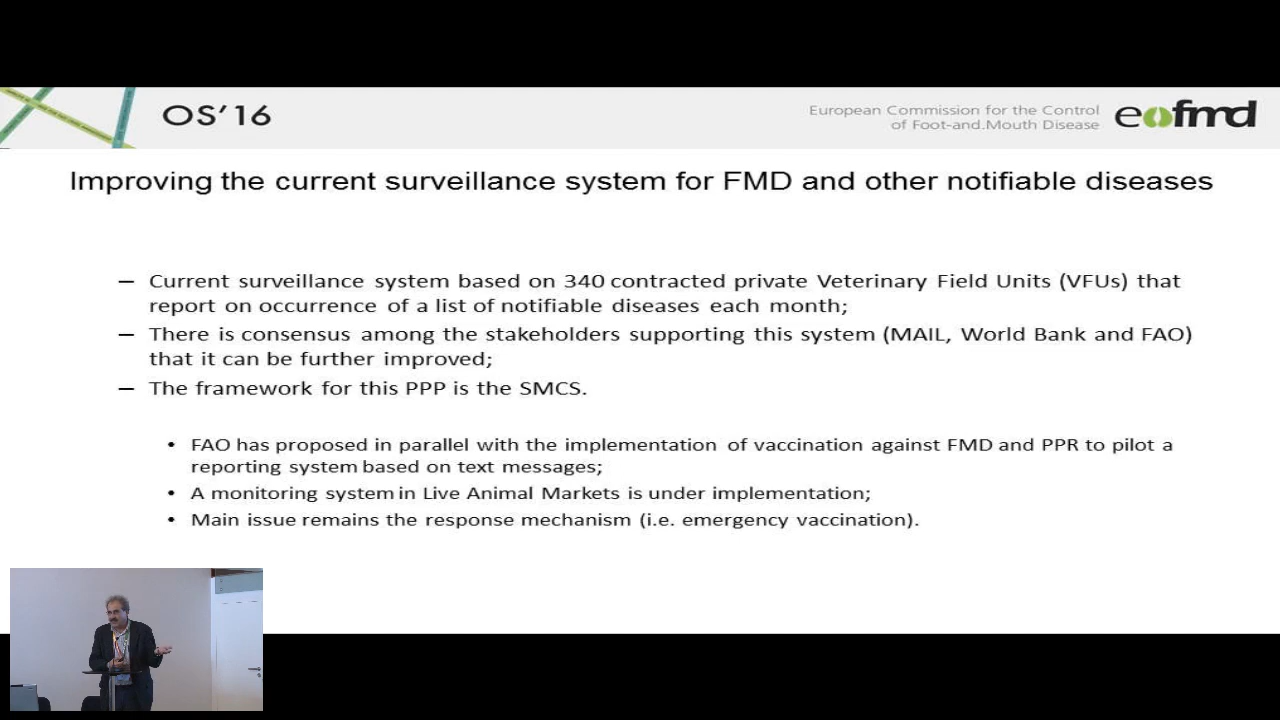 OS'16
European Commission for the Control
of Foot-and.Mouth Disease
eofmd
Improving the current surveillance system for FMD and other notifiable diseases
– Current surveillance system based on 340 contracted private Veterinary Field Units (VFUs) that
report on occurrence of a list of notifiable diseases each month;
– There is consensus among the stakeholders supporting this system (MAIL, World Bank and FAO)
that it can be further improved;
– The framework for this PPP is the SMCS.
• FAO has proposed in parallel with the implementation of vaccination against FMD and PPR to pilot a
reporting system based on text messages;
• A monitoring system in Live Animal Markets is under implementation;
• Main issue remains the response mechanism (i.e. emergency vaccination).